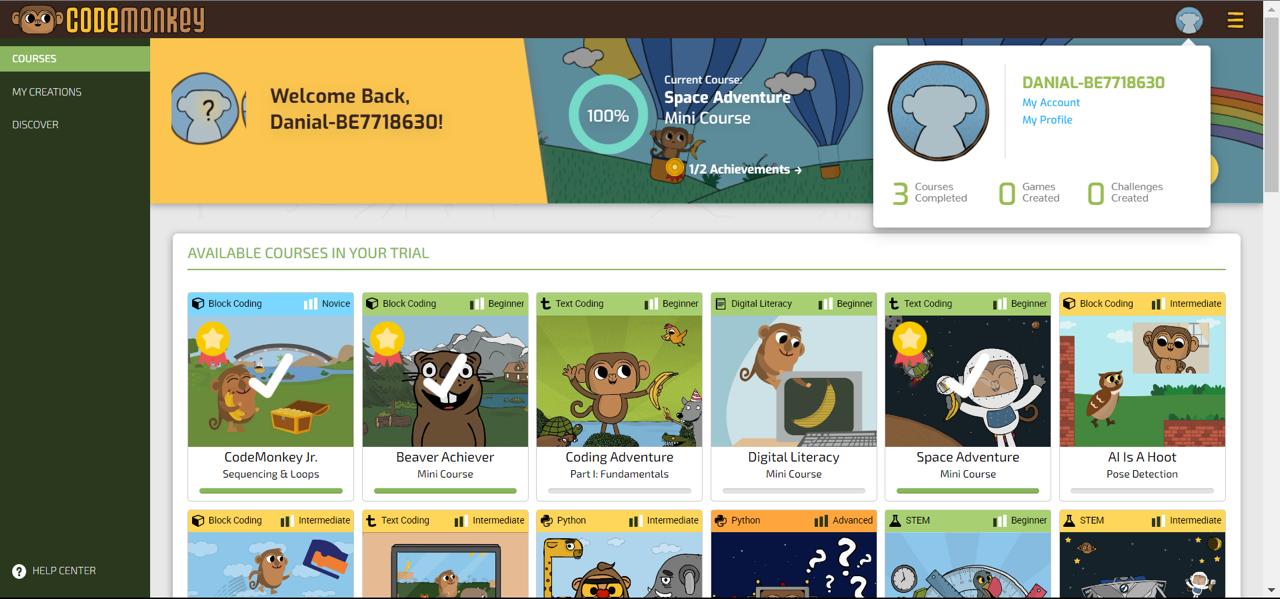 CODEMONKEY
COURSES
MY CREATIONS
DISCOVER
HELP CENTER
?
Welcome Back,
Danial-BE7718630!
100%
Current Course:
Space Adventure
Mini Course
1/2 Achievements →
DANIAL-BE7718630
My Account
My Profile
3 Courses
Completed
0 Games
Created
0 Challenges
Created
AVAILABLE COURSES IN YOUR TRIAL
Block Coding Novice
CodeMonkey Jr.
Sequencing & Loops
Block Coding Beginner
Beaver Achiever
Mini Course
Text Coding Beginner
Coding Adventure
Part I: Fundamentals
Digital Literacy Beginner
Digital Literacy
Mini Course
Text Coding Beginner
Space Adventure
Mini Course
Block Coding Intermediate
AI Is A Hoot
Pose Detection
Block Coding Intermediate
Text Coding Intermediate
Python Intermediate
Python Advanced
? ? ?
STEM Beginner
STEM Intermediate